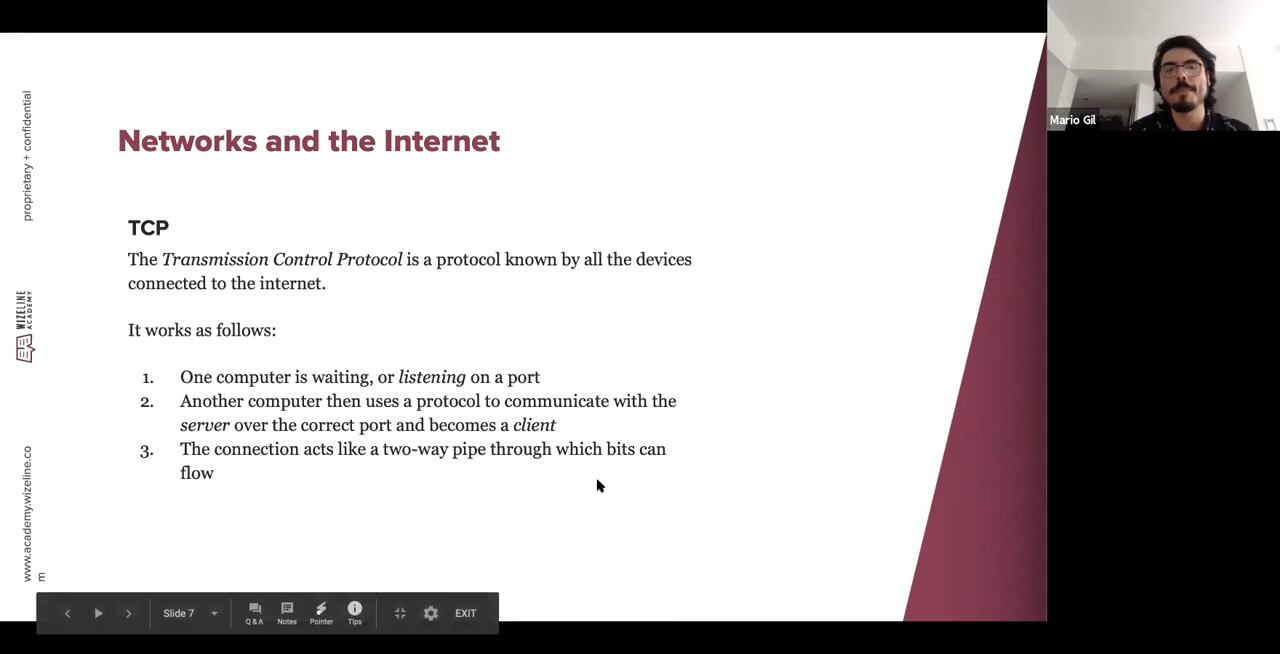 Networks and the Internet
TCP
The Transmission Control Protocol is a protocol known by all the devices
connected to the internet.
It works as follows:
1. One computer is waiting, or listening on a port
2. Another computer then uses a protocol to communicate with the
server over the correct port and becomes a client
3. The connection acts like a two-way pipe through which bits can
flow
proprietary + confidential
WIZELINE
ACADEMY
www.academy.wizeline.co
m
Slide 7
Q & A
Notes
Pointer
Tips
EXIT
Mario Gil